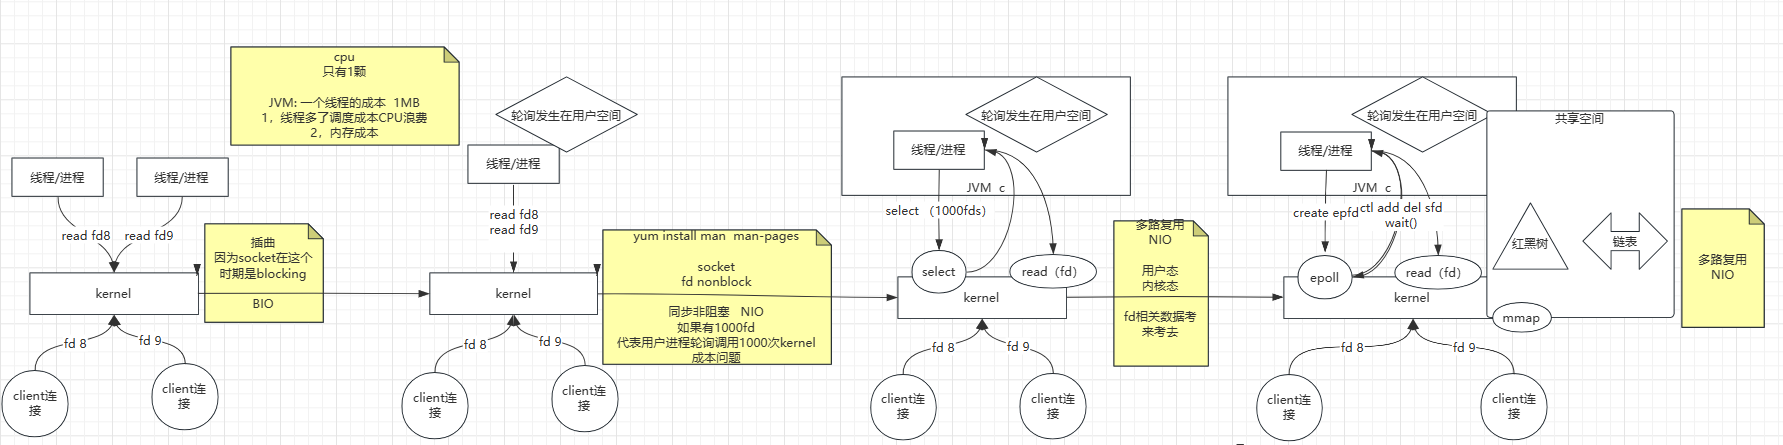 cpu
只有1颗
JVM: 一个线程的成本  1MB
1，线程多了调度成本CPU浪费
2，内存成本
线程/进程
线程/进程
read fd8
read fd9
插曲
因为socket在这个
时期是blocking
BIO
kernel
fd 8
fd 9
client连
接
client连
接
轮询发生在用户空间
线程/进程
read fd8
read fd9
kernel
fd 8
fd 9
client连
接
client连
接
yum install man  man-pages
socket
fd nonblock
同步非阻塞   NIO
如果有1000fd
代表用户进程轮询调用1000次kernel
成本问题
轮询发生在用户空间
线程/进程
JVM  c
select （1000fds）
select
read（fd）
kernel
fd 8
fd 9
client连
接
client连
接
多路复用
NIO
用户态
内核态
fd相关数据考
来考去
轮询发生在用户空间
线程/进程
JVM  c
create epfd
ctl add del sfd
wait()
epoll
read（fd）
kernel
fd 8
fd 9
client连
接
client连
接
共享空间
红黑树
链表
mmap
多路复用
NIO